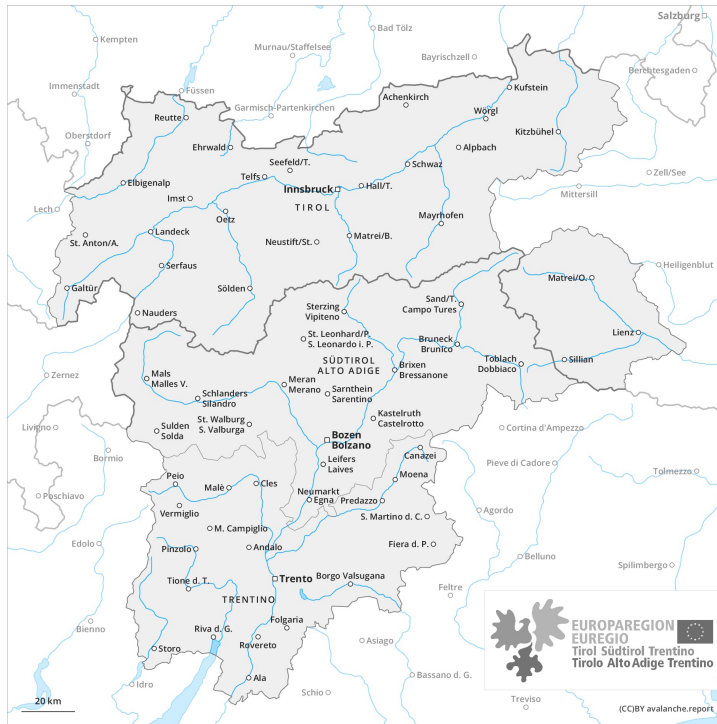 Salzburg
Bad Tölz
Kempten
Murnau/Staffelsee
Bayrischzell
Berchtesgaden
Immenstadt
Füssen
Kufstein
Achenkirch
Garmisch-Partenkirchen
Wörgl
Reutte
Oberstdorf
Kitzbühel
Ehrwald
Alpbach
Seefeld/T.
Schwaz
Zell/See
Telfs
Elbigenalp
Innsbruck
Hall/T.
Mittersill
Imst
TIROL
Lech
Oetz
Mayrhofen
St. Anton/A.
Landeck
Neustift/St.
Matrei/B.
Serfaus
Heiligenblut
Matrei/O.
Galtür
Sölden
Sand/T.
Campo Tures
Nauders
Sterzing
Vipiteno
Lienz
St. Leonhard/P.
S. Leonardo i. P.
Bruneck
Brunico
Sillian
SÜDTIROL
ALTO ADIGE
Toblach
Dobbiaco
Brixen
Bressanone
Zernez
Mals
Malles V.
Meran
Merano
Sarnthein
Sarentino
Schlanders
Silandro
Kastelruth
Castelrotto
St. Walburg
S. Valburga
Livigno
Sulden
Solda
Cortina d'Ampezzo
Bozen
Bolzano
Bormio
Canazei
Leifers
Laives
Pieve di Cadore
Tolmezzo
Peio
Moena
Malè
Cles
Neumarkt
Egna
Predazzo
Poschiavo
Vermiglio
Agordo
S. Martino d. C.
M. Campiglio
Edolo
Pinzolo
Andalo
Fiera d. P.
Belluno
Spilimbergo
Tione d. T.
Trento
Borgo Valsugana
Feltre
TRENTINO
Folgaria
Bienno
Riva d. G.
Rovereto
Asiago
Storo
Ala
Bassano d. G.
Idro
Schio
Treviso
EUROPAREGION
EUREGIO
Tirol Südtirol Trentino
Tirolo Alto Adige Trentino
20 km
(CC)BY avalanche.report